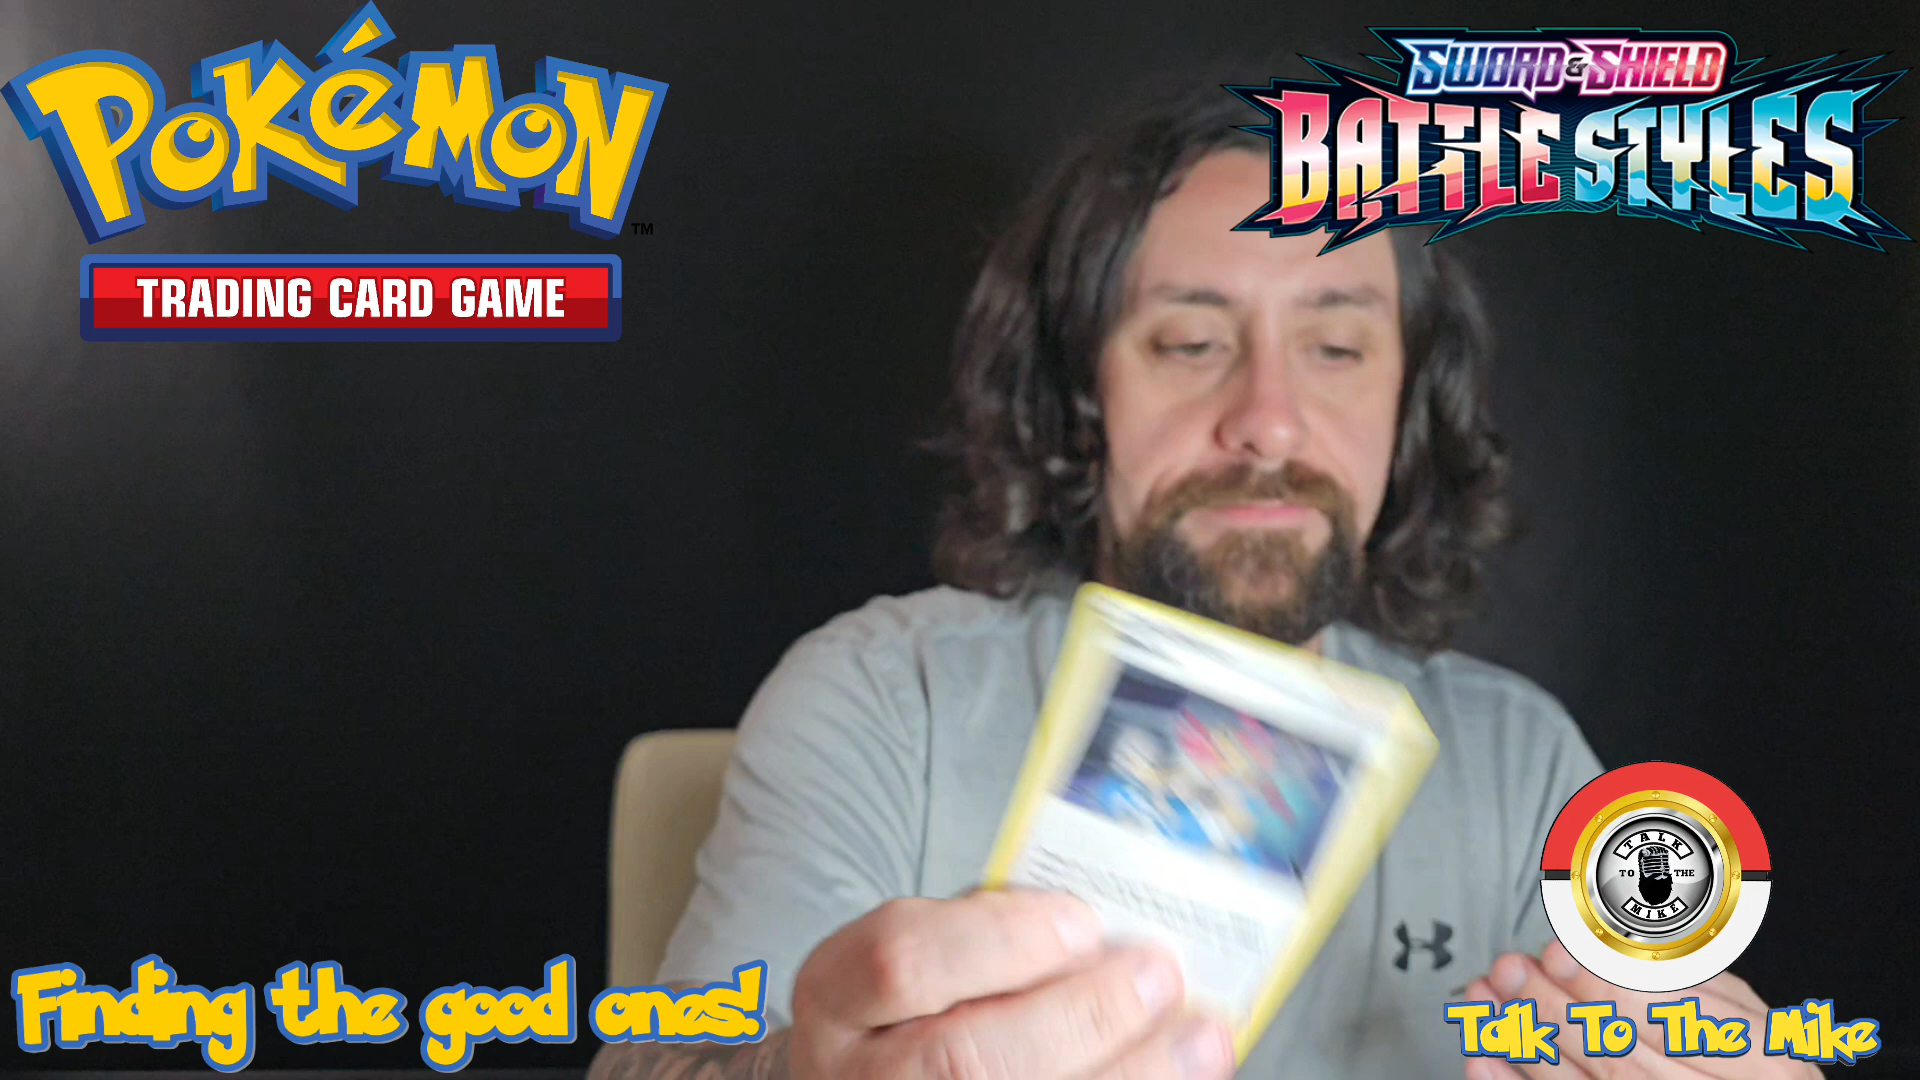 POKéMON
TM
TRADING CARD GAME
SWORD & SHIELD
BATTLE STYLES
TALK
TO THE
MIKE
Finding the good ones!
Talk To The Mike